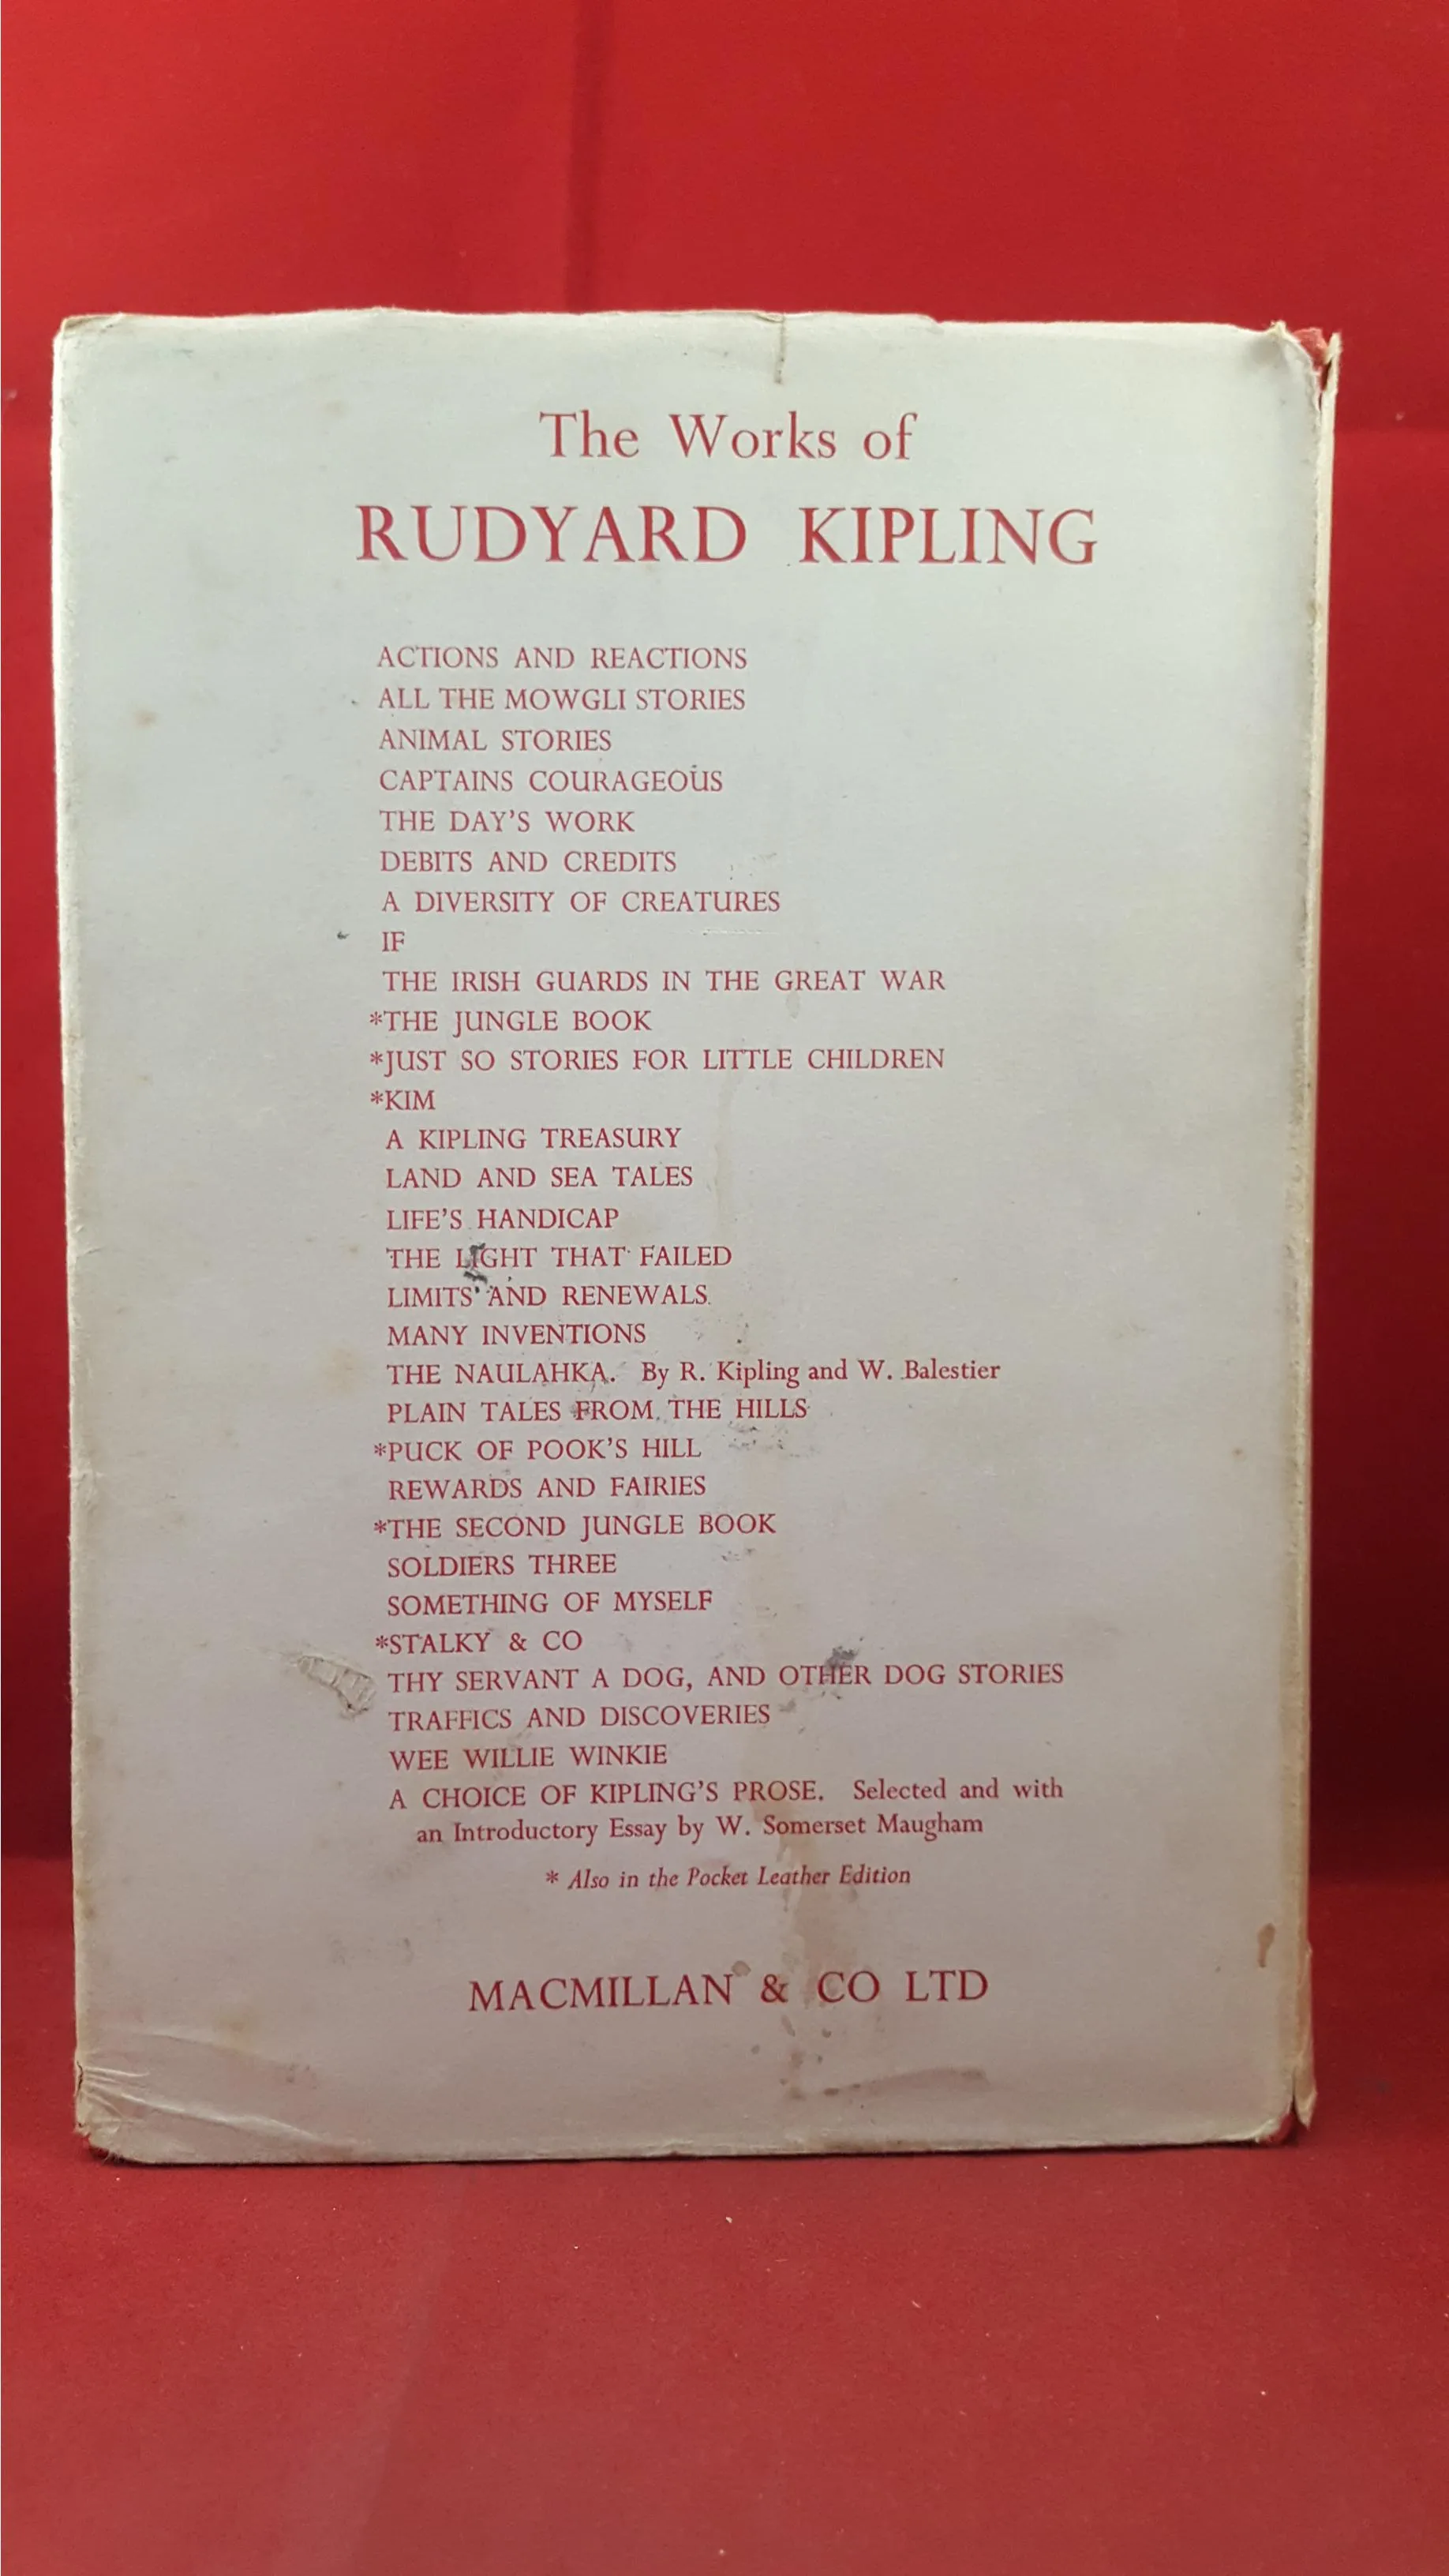 The Works of
RUDYARD KIPLING
ACTIONS AND REACTIONS
ALL THE MOWGLI STORIES
ANIMAL STORIES
CAPTAINS COURAGEOUS
THE DAY'S WORK
DEBITS AND CREDITS
A DIVERSITY OF CREATURES
IF
THE IRISH GUARDS IN THE GREAT WAR
*THE JUNGLE BOOK
*JUST SO STORIES FOR LITTLE CHILDREN
*KIM
A KIPLING TREASURY
LAND AND SEA TALES
LIFE'S HANDICAP
THE LIGHT THAT FAILED
LIMITS AND RENEWALS
MANY INVENTIONS
THE NAULAHKA. By R. Kipling and W. Balestier
PLAIN TALES FROM THE HILLS
*PUCK OF POOK'S HILL
REWARDS AND FAIRIES
*THE SECOND JUNGLE BOOK
SOLDIERS THREE
SOMETHING OF MYSELF
*STALKY & CO
THY SERVANT A DOG, AND OTHER DOG STORIES
TRAFFICS AND DISCOVERIES
WEE WILLIE WINKIE
A CHOICE OF KIPLING'S PROSE. Selected and with
an Introductory Essay by W. Somerset Maugham
* Also in the Pocket Leather Edition
MACMILLAN & CO LTD